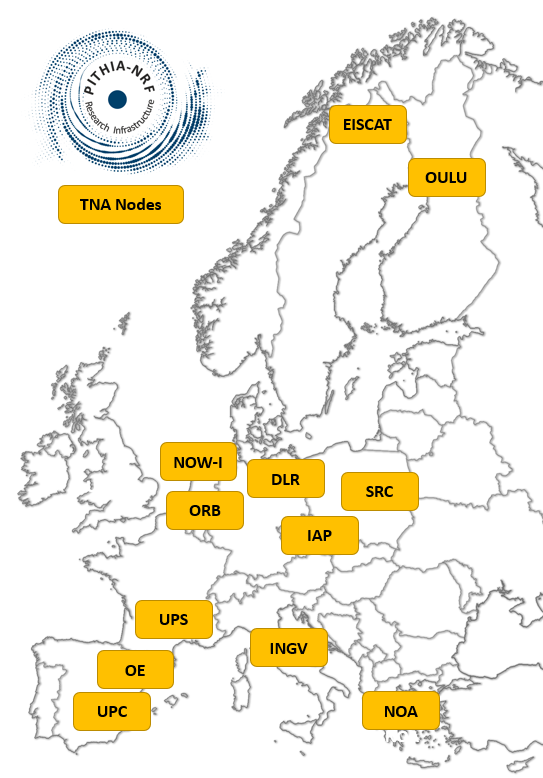 PITHIA-NRF
Research Infrastructure
TNA Nodes
EISCAT
OULU
NOW-I
DLR
ORB
SRC
IAP
UPS
INGV
OE
UPC
NOA